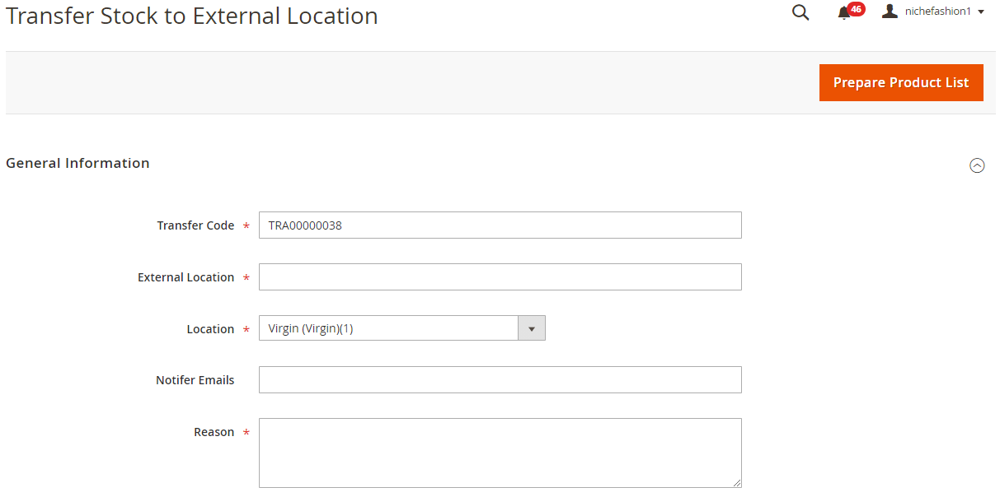 Transfer Stock to External Location
46
nichefashion1
Prepare Product List
General Information
Transfer Code *
TRA00000038
External Location *
Location *
Virgin (Virgin)(1)
Notifer Emails
Reason *